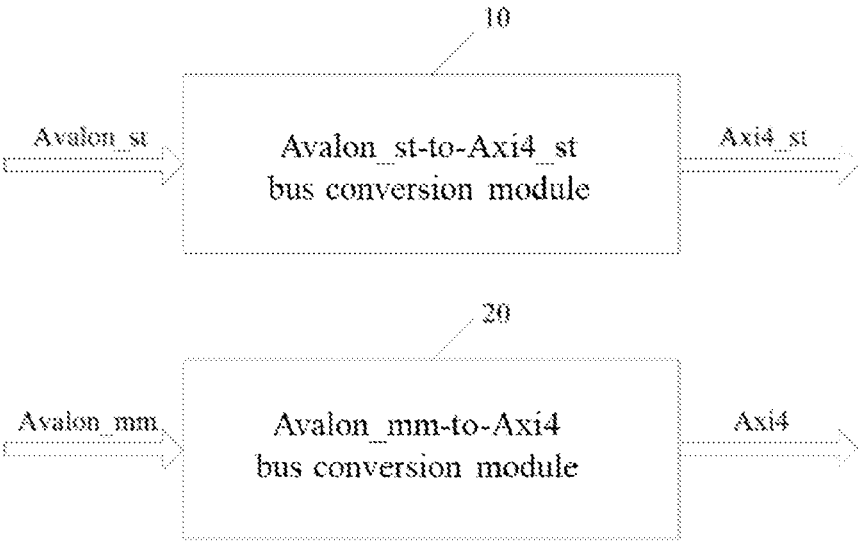 10
Avalon_st
Avalon_st-to-Axi4_st
bus conversion module
Axi4_st
20
Avalon_mm
Avalon_mm-to-Axi4
bus conversion module
Axi4